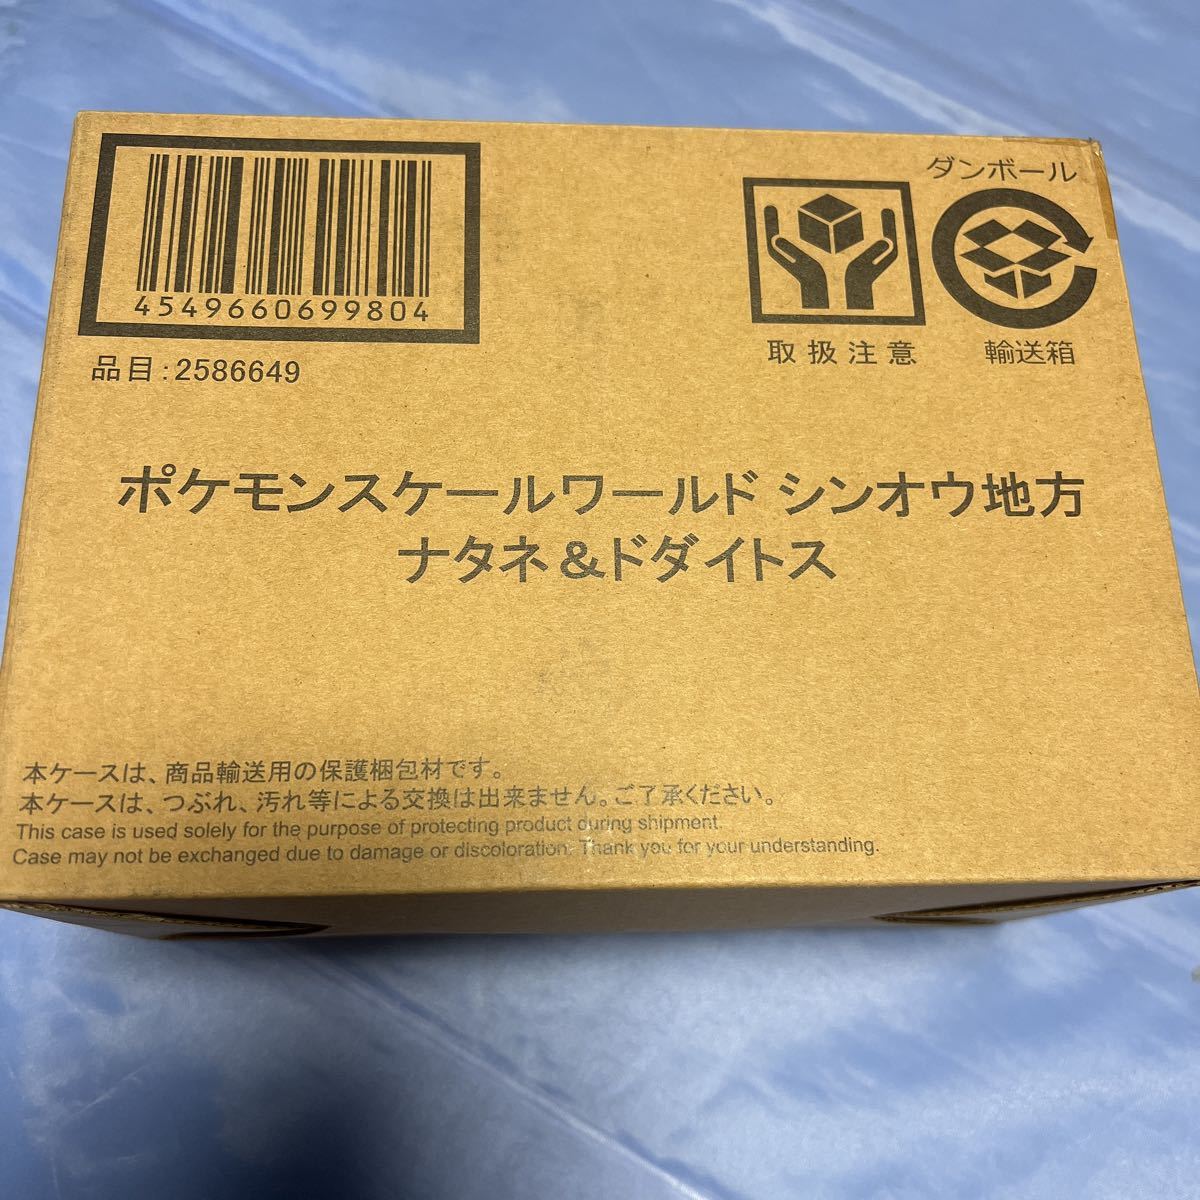 4549660699804
品目:2586649
ダンボール
取扱注意
輸送箱
ポケモンスケールワールド シンオウ地方
ナタネ&ドダイトス
本ケースは、商品輸送用の保護梱包材です。
本ケースは、つぶれ、汚れ等による交換は出来ません。ご了承ください。
This case is used solely for the purpose of protecting product during shipment.
Case may not be exchanged due to damage or discoloration. Thank you for your understanding.